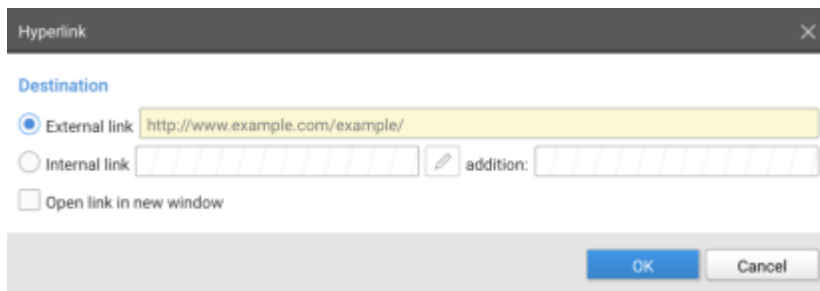 Hyperlink
Destination
External link http://www.example.com/example/
Internal link addition:
Open link in new window
OK Cancel